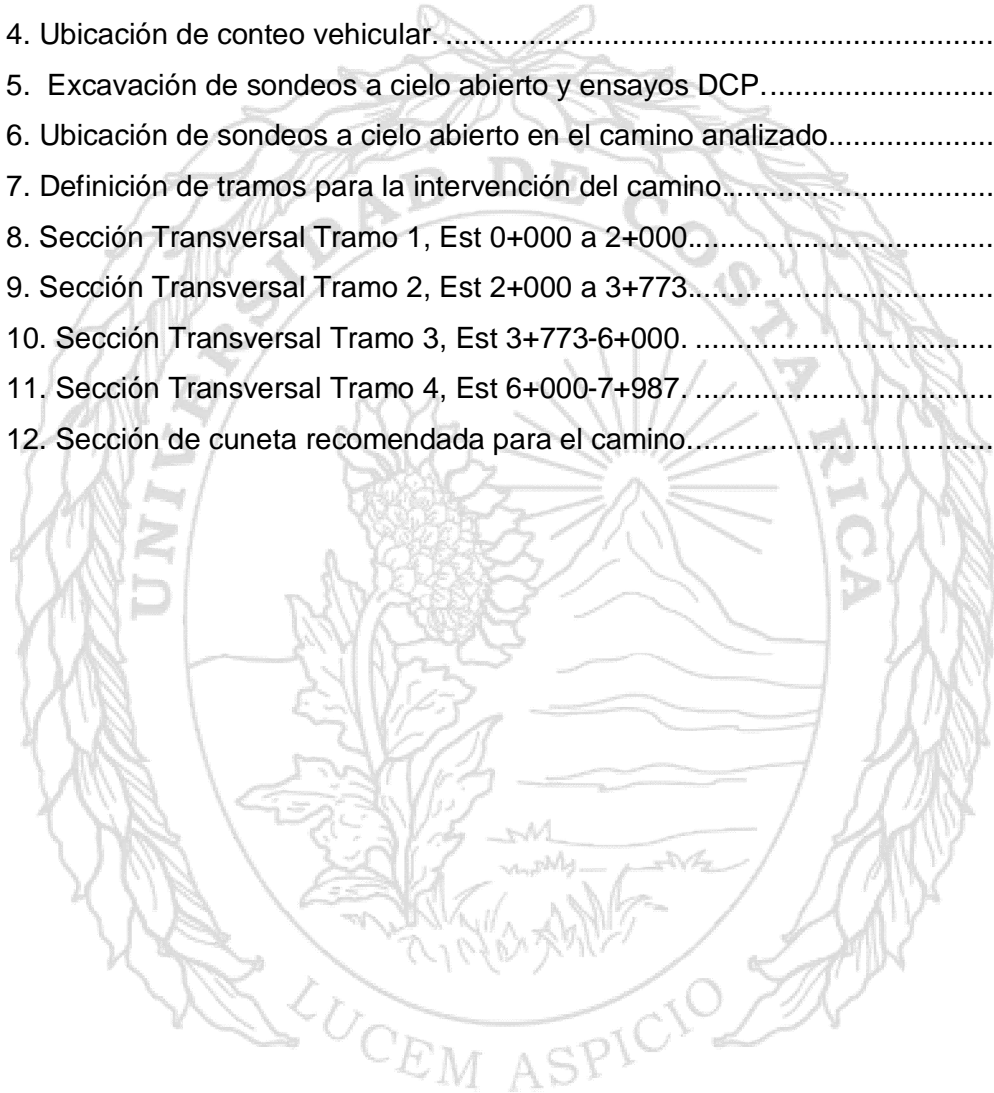 4. Ubicación de conteo vehicular. ....................................................................
5.  Excavación de sondeos a cielo abierto y ensayos DCP............................
6. Ubicación de sondeos a cielo abierto en el camino analizado....................
7. Definición de tramos para la intervención del camino.................................
8. Sección Transversal Tramo 1, Est 0+000 a 2+000.....................................
9. Sección Transversal Tramo 2, Est 2+000 a 3+773.....................................
10. Sección Transversal Tramo 3, Est 3+773-6+000. ....................................
11. Sección Transversal Tramo 4, Est 6+000-7+987. ....................................
12. Sección de cuneta recomendada para el camino.....................................
UNIVERSIDAD DE COSTA RICA
LUCEM ASPICIO